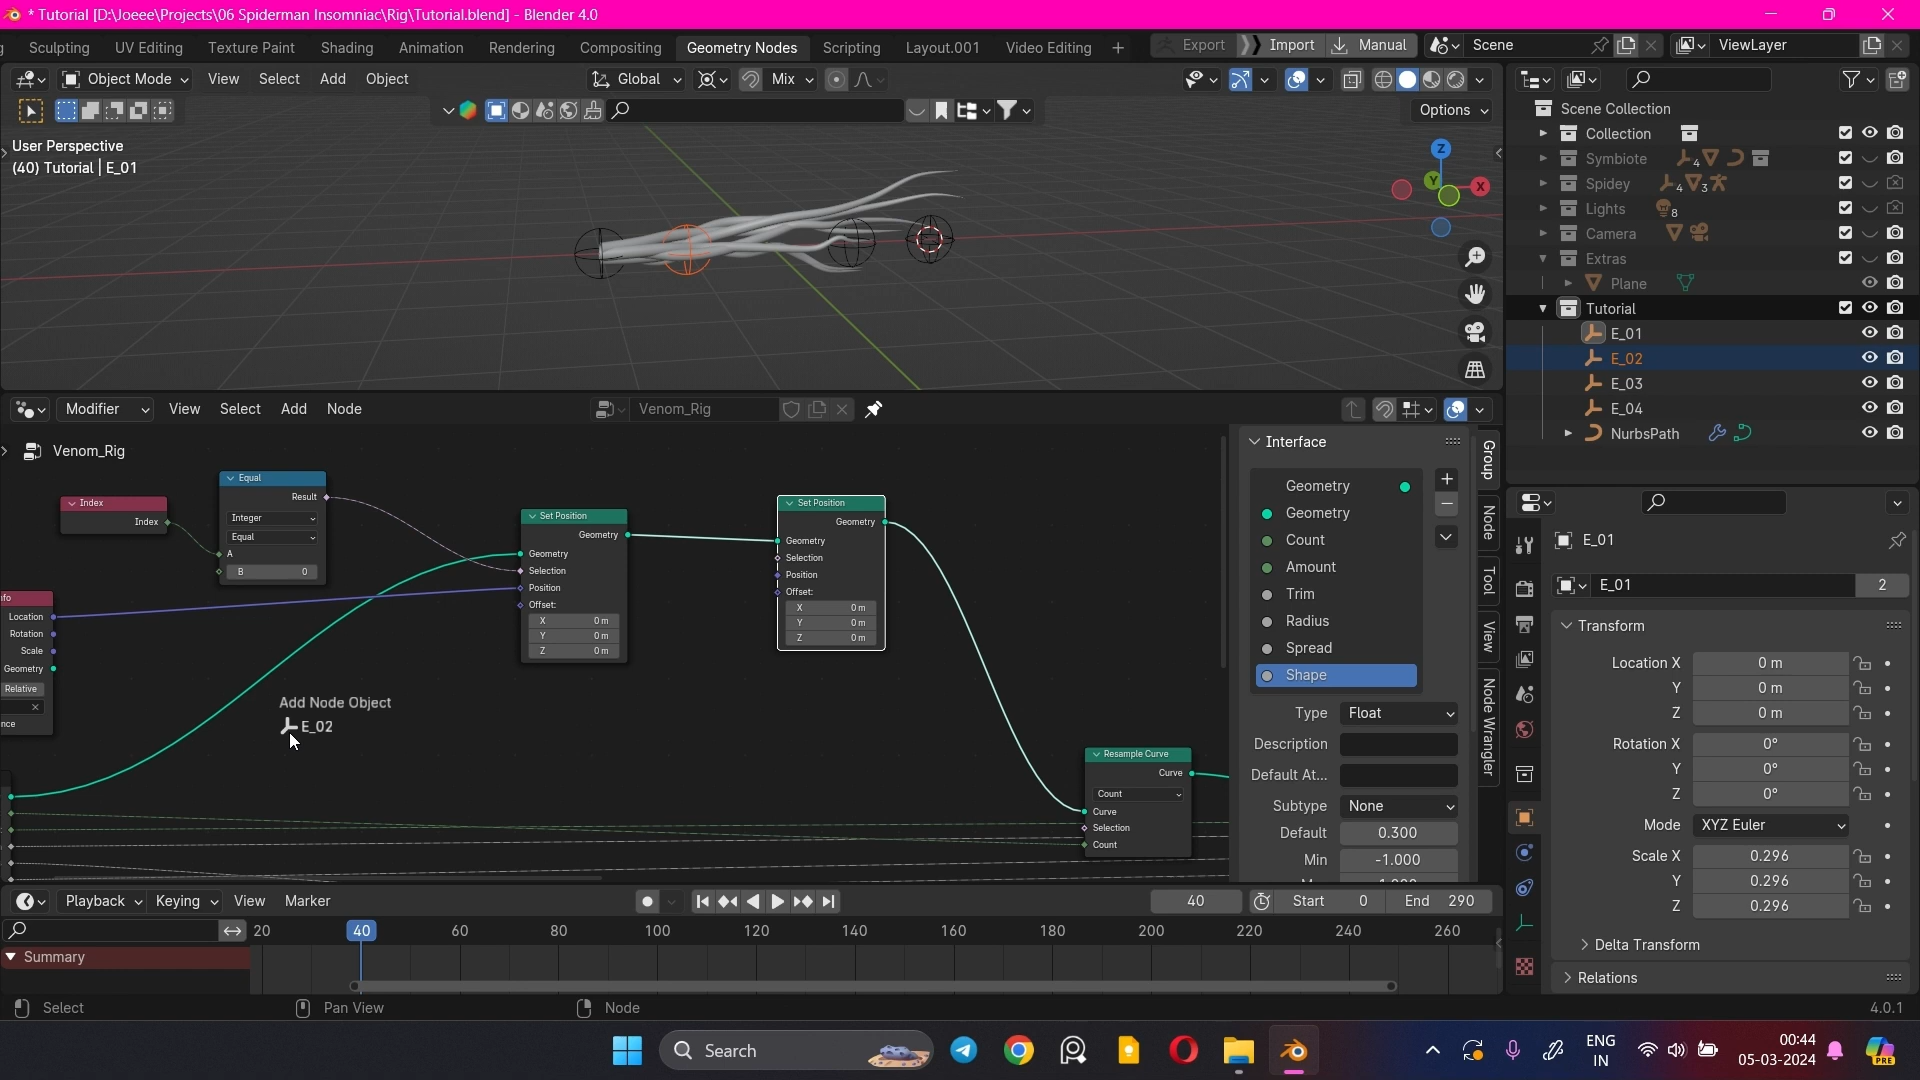 * Tutorial [D:\Joeee\Projects\06 Spiderman Insomniac\Rig\Tutorial.blend] - Blender 4.0
Sculpting UV Editing Texture Paint Shading Animation Rendering Compositing Geometry Nodes Scripting Layout.001 Video Editing + Export Import Manual Scene ViewLayer
Object Mode View Select Add Object Global Mix
Options
User Perspective
(40) Tutorial | E_01
Z
Y
X
Scene Collection
Collection
Symbiote 4
Spidey 4 3
Lights 8
Camera
Extras
Plane
Tutorial
E_01
E_02
E_03
E_04
NurbsPath
Modifier View Select Add Node Venom_Rig
Venom_Rig
Index
Index
Equal
Result
Integer
Equal
A
B 0
nfo
Location
Rotation
Scale
Geometry
Relative
nce
Set Position
Geometry
Geometry
Selection
Position
Offset:
X 0 m
Y 0 m
Z 0 m
Set Position
Geometry
Geometry
Selection
Position
Offset:
X 0 m
Y 0 m
Z 0 m
Add Node Object
E_02
Resample Curve
Curve
Count
Curve
Selection
Count
Interface
Geometry
Geometry
Count
Amount
Trim
Radius
Spread
Shape
Type Float
Description
Default At...
Subtype None
Default 0.300
Min -1.000
Group
Node
Tool
View
Node Wrangler
E_01
E_01 2
Transform
Location X 0 m
Y 0 m
Z 0 m
Rotation X 0°
Y 0°
Z 0°
Mode XYZ Euler
Scale X 0.296
Y 0.296
Z 0.296
Delta Transform
Relations
Playback Keying View Marker 40 Start 0 End 290
20 40 60 80 100 120 140 160 180 200 220 240 260
Summary
Select Pan View Node 4.0.1
Search
ENG
IN
00:44
05-03-2024
PRE